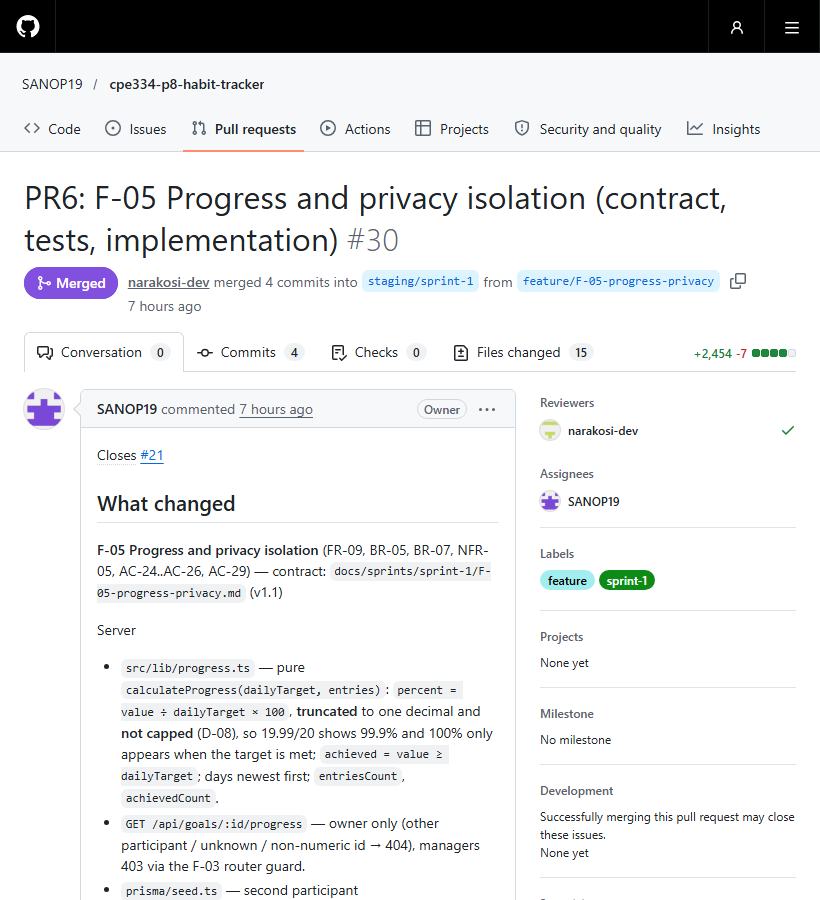 SANOP19 / cpe334-p8-habit-tracker
Code Issues Pull requests Actions Projects Security and quality Insights
PR6: F-05 Progress and privacy isolation (contract,
tests, implementation) #30
Merged narakosi-dev merged 4 commits into staging/sprint-1 from feature/F-05-progress-privacy
7 hours ago
Conversation 0 Commits 4 Checks 0 Files changed 15 +2,454 -7
SANOP19 commented 7 hours ago Owner
Closes #21
What changed
F-05 Progress and privacy isolation (FR-09, BR-05, BR-07, NFR-
05, AC-24..AC-26, AC-29) — contract: docs/sprints/sprint-1/F-
05-progress-privacy.md (v1.1)
Server
• src/lib/progress.ts — pure
calculateProgress(dailyTarget, entries) : percent =
value ÷ dailyTarget × 100 , truncated to one decimal and
not capped (D-08), so 19.99/20 shows 99.9% and 100% only
appears when the target is met; achieved = value ≥
dailyTarget ; days newest first; entriesCount ,
achievedCount .
• GET /api/goals/:id/progress — owner only (other
participant / unknown / non-numeric id → 404), managers
403 via the F-03 router guard.
• prisma/seed.ts — second participant
Reviewers
narakosi-dev
Assignees
SANOP19
Labels
feature sprint-1
Projects
None yet
Milestone
No milestone
Development
Successfully merging this pull request may close
these issues.
None yet